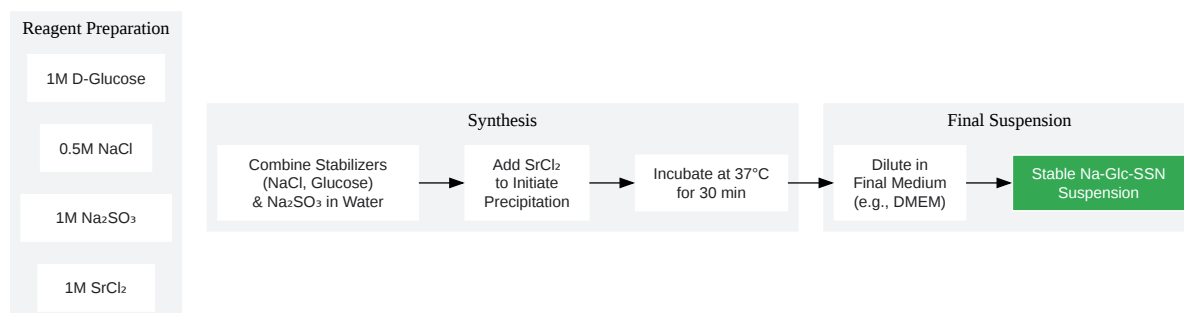 Reagent Preparation
1M D-Glucose
0.5M NaCl
1M Na₂SO₃
1M SrCl₂
Synthesis
Combine Stabilizers
(NaCl, Glucose)
& Na₂SO₃ in Water
Add SrCl₂
to Initiate
Precipitation
Incubate at 37°C
for 30 min
Final Suspension
Dilute in
Final Medium
(e.g., DMEM)
Stable Na-Glc-SSN
Suspension